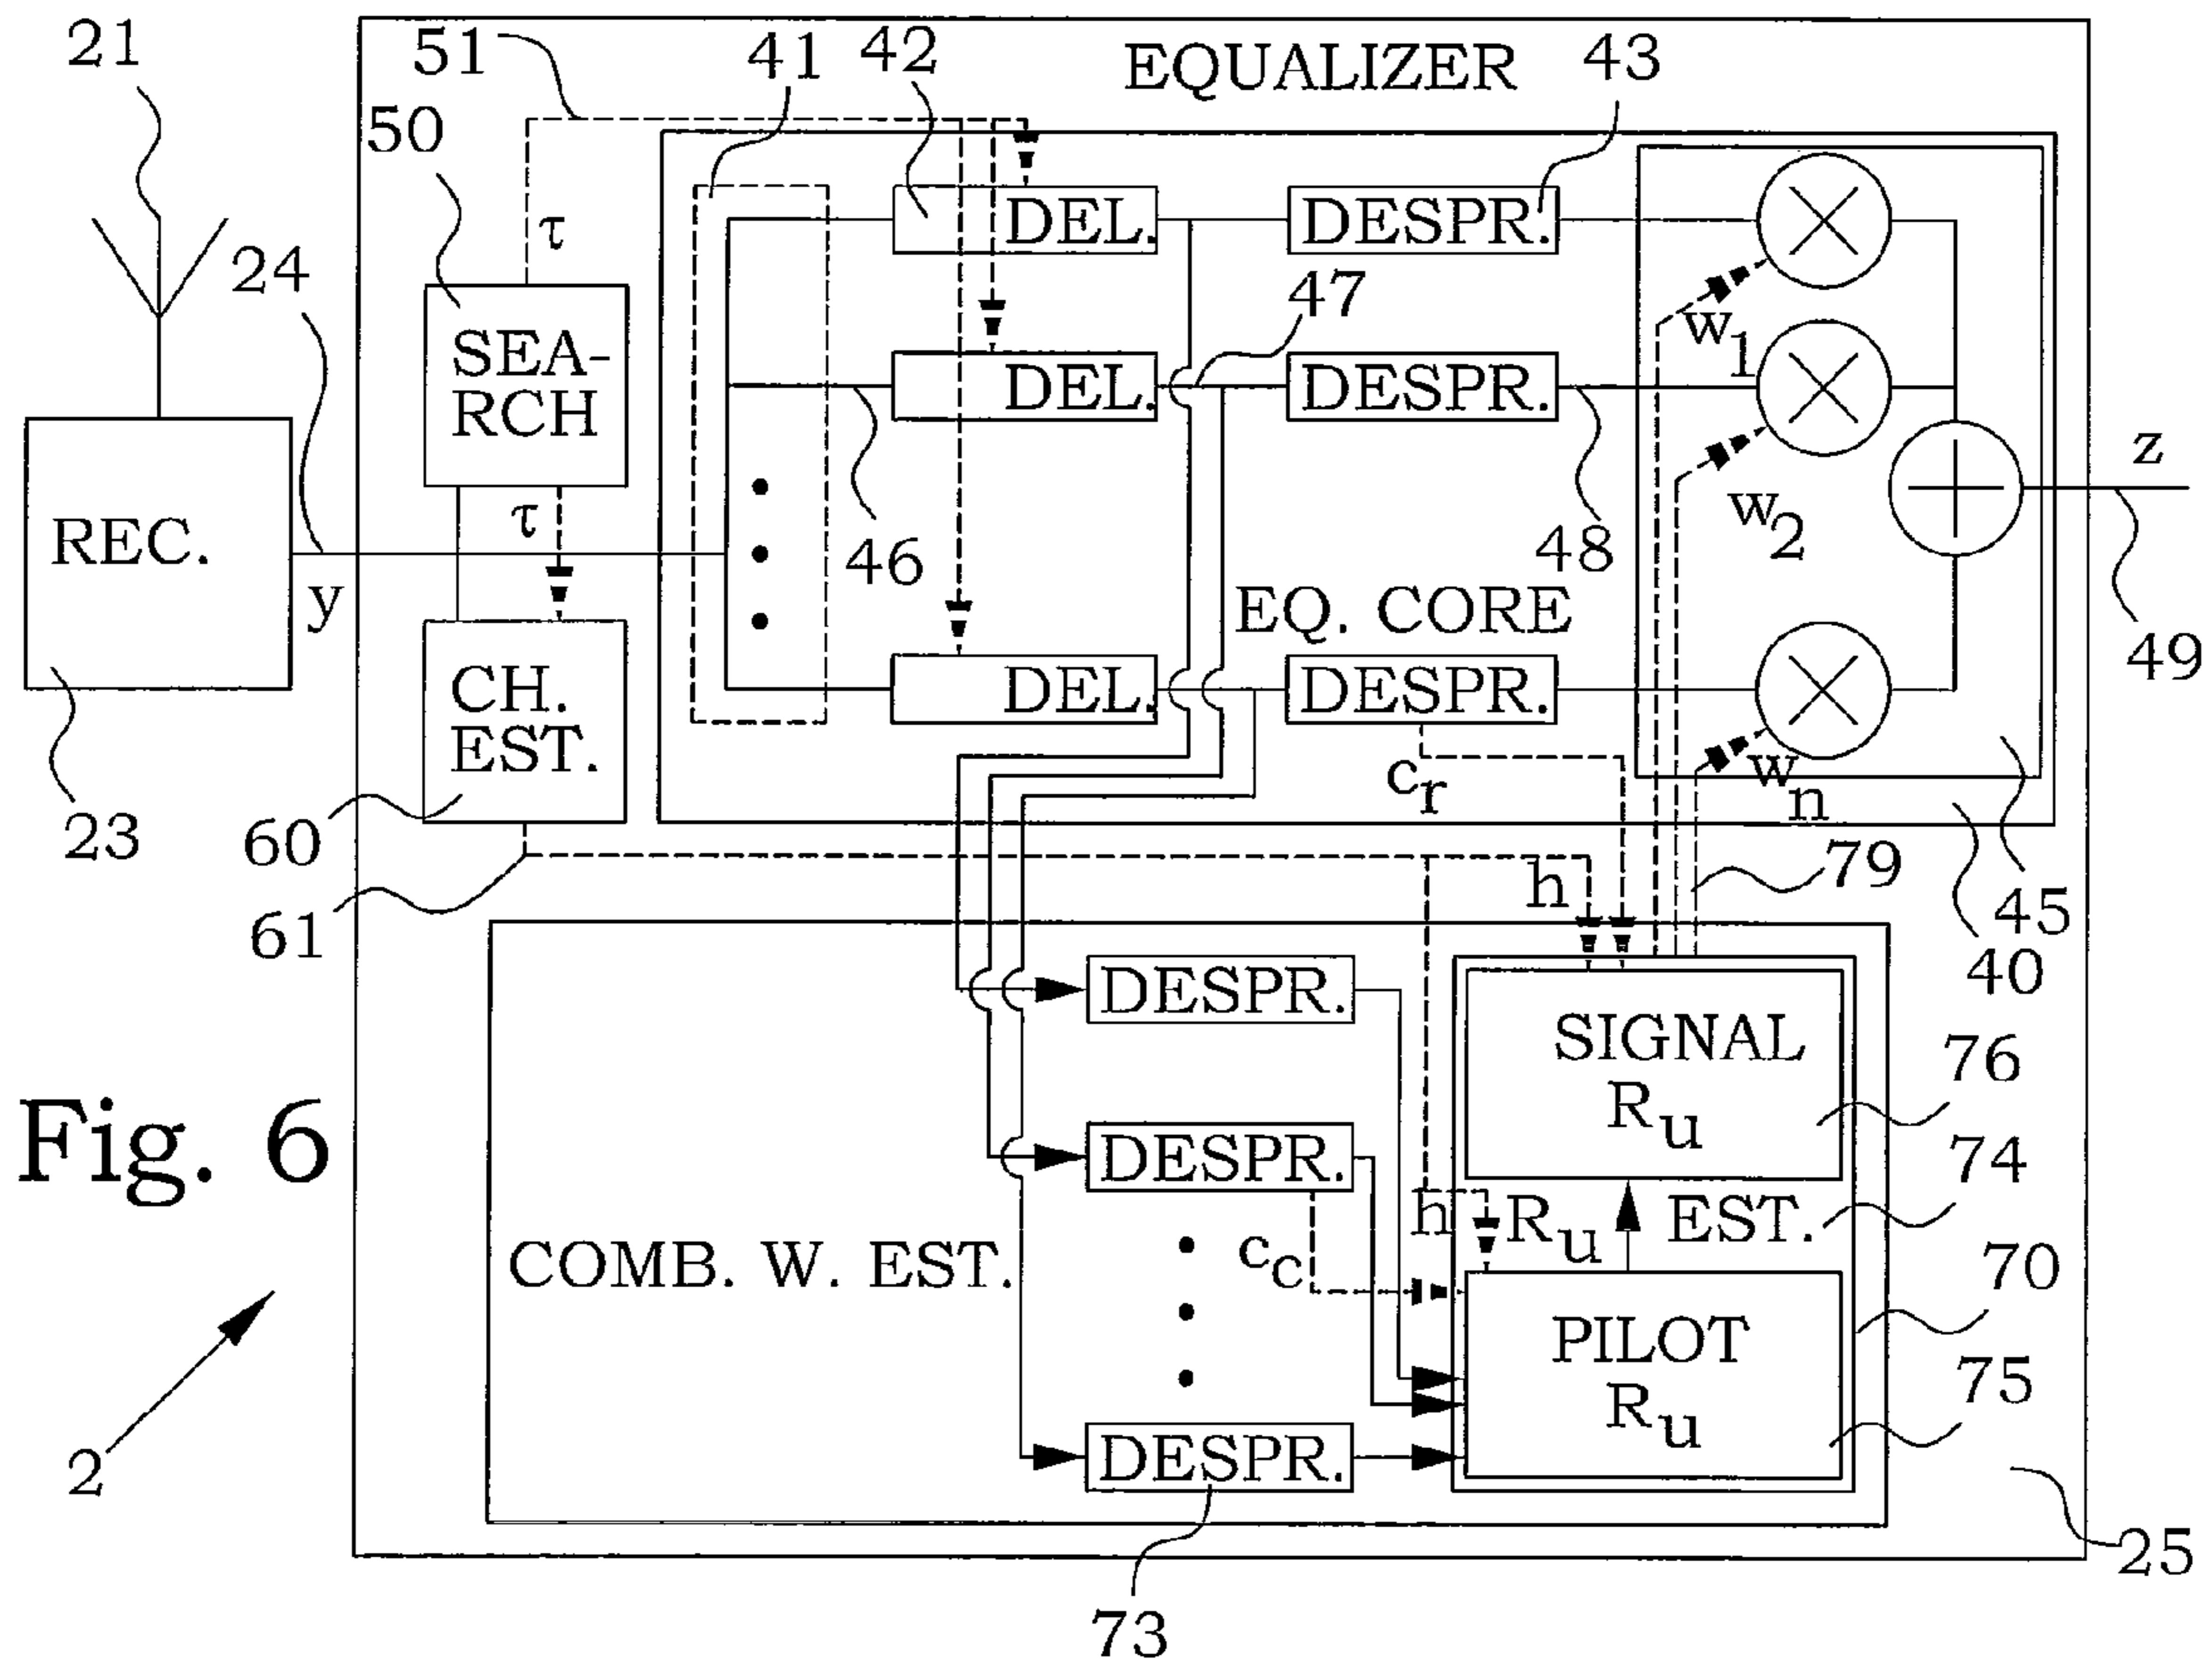 21
51
42
41
EQUALIZER
43
50
τ
DEL.
DESPR.
24
47
w1
SEA-
RCH
DEL.
DESPR.
z
REC.
τ
46
48
w2
y
EQ. CORE
49
CH.
EST.
DEL.
DESPR.
23
60
cr
wn
61
h
79
45
40
DESPR.
SIGNAL
Ru
76
Fig. 6
DESPR.
74
h
Ru
EST.
COMB. W. EST.
cc
70
PILOT
Ru
75
2
DESPR.
25
73